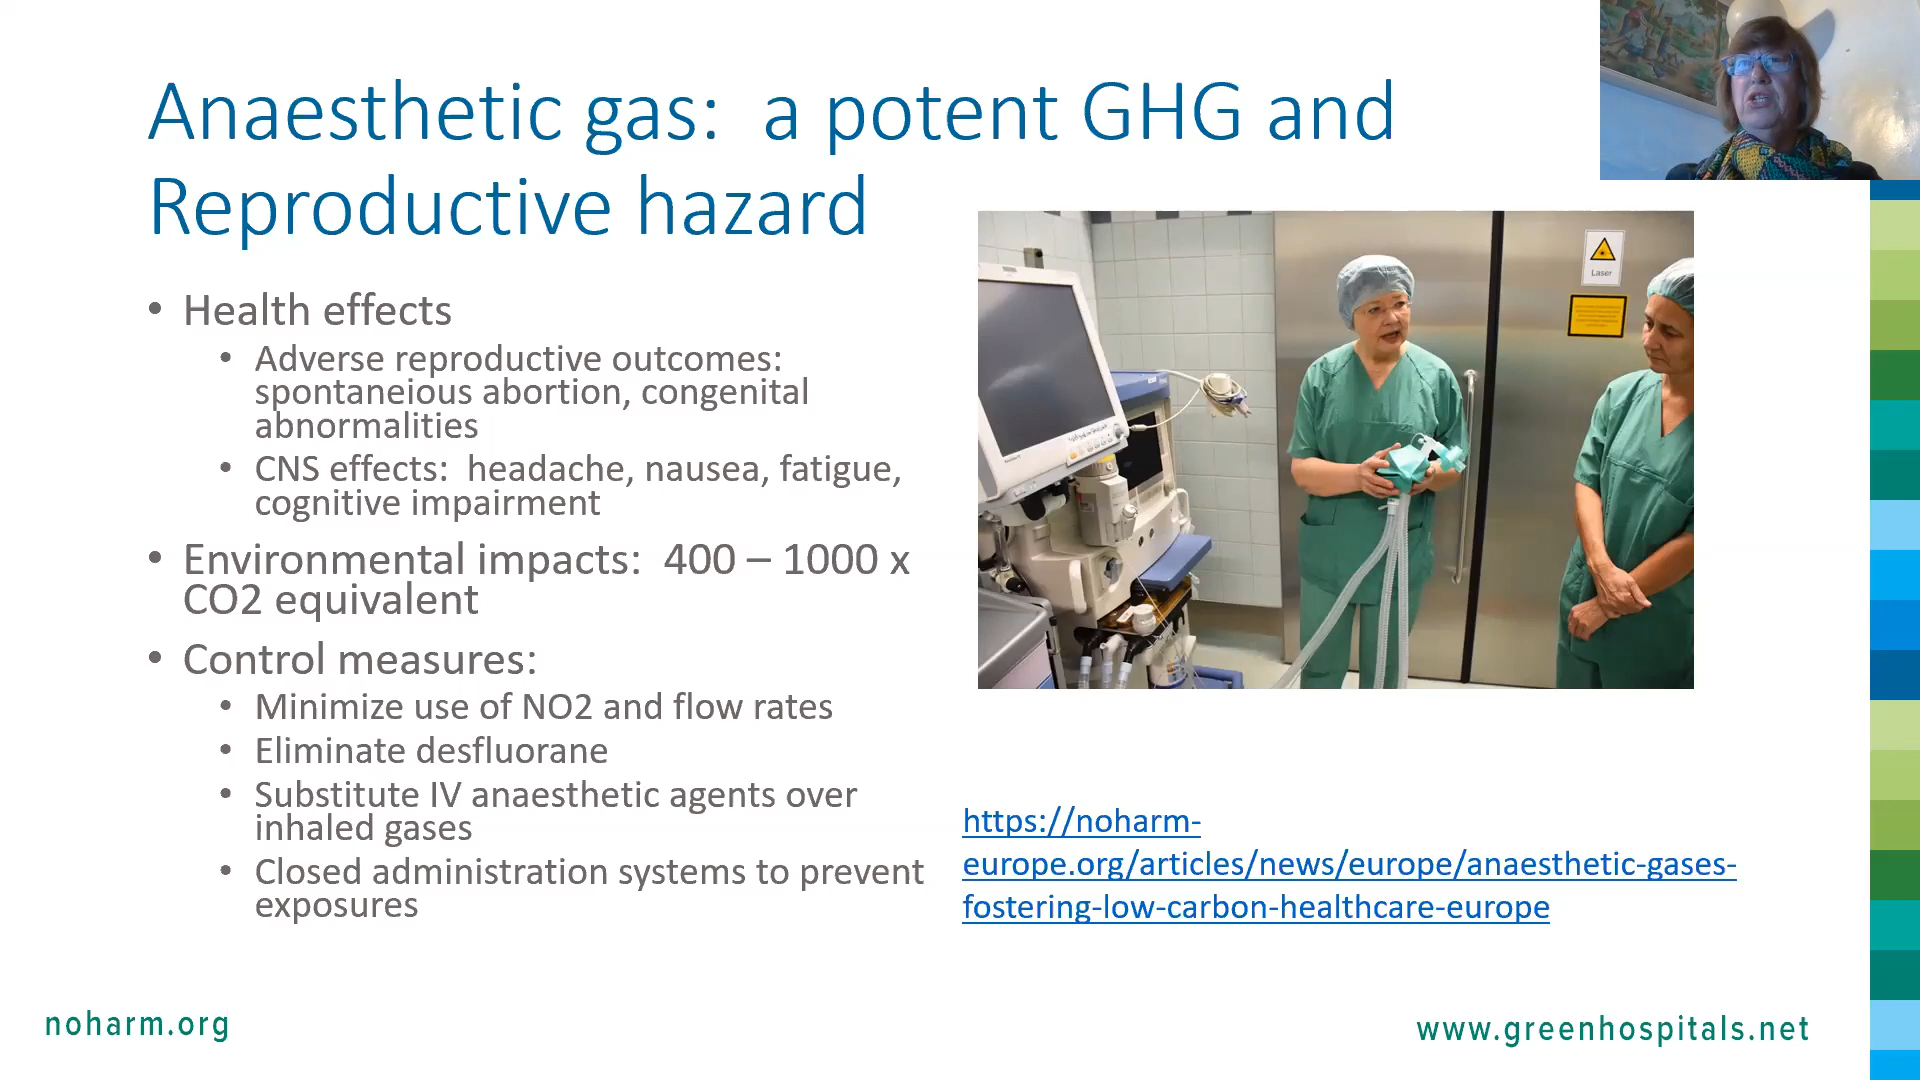 Anaesthetic gas:  a potent GHG and
Reproductive hazard
• Health effects
• Adverse reproductive outcomes:
spontaneious abortion, congenital
abnormalities
• CNS effects:  headache, nausea, fatigue,
cognitive impairment
• Environmental impacts:  400 – 1000 x
CO2 equivalent
• Control measures:
• Minimize use of NO2 and flow rates
• Eliminate desfluorane
• Substitute IV anaesthetic agents over
inhaled gases
• Closed administration systems to prevent
exposures
Laser
https://noharm-
europe.org/articles/news/europe/anaesthetic-gases-
fostering-low-carbon-healthcare-europe
noharm.org
www.greenhospitals.net